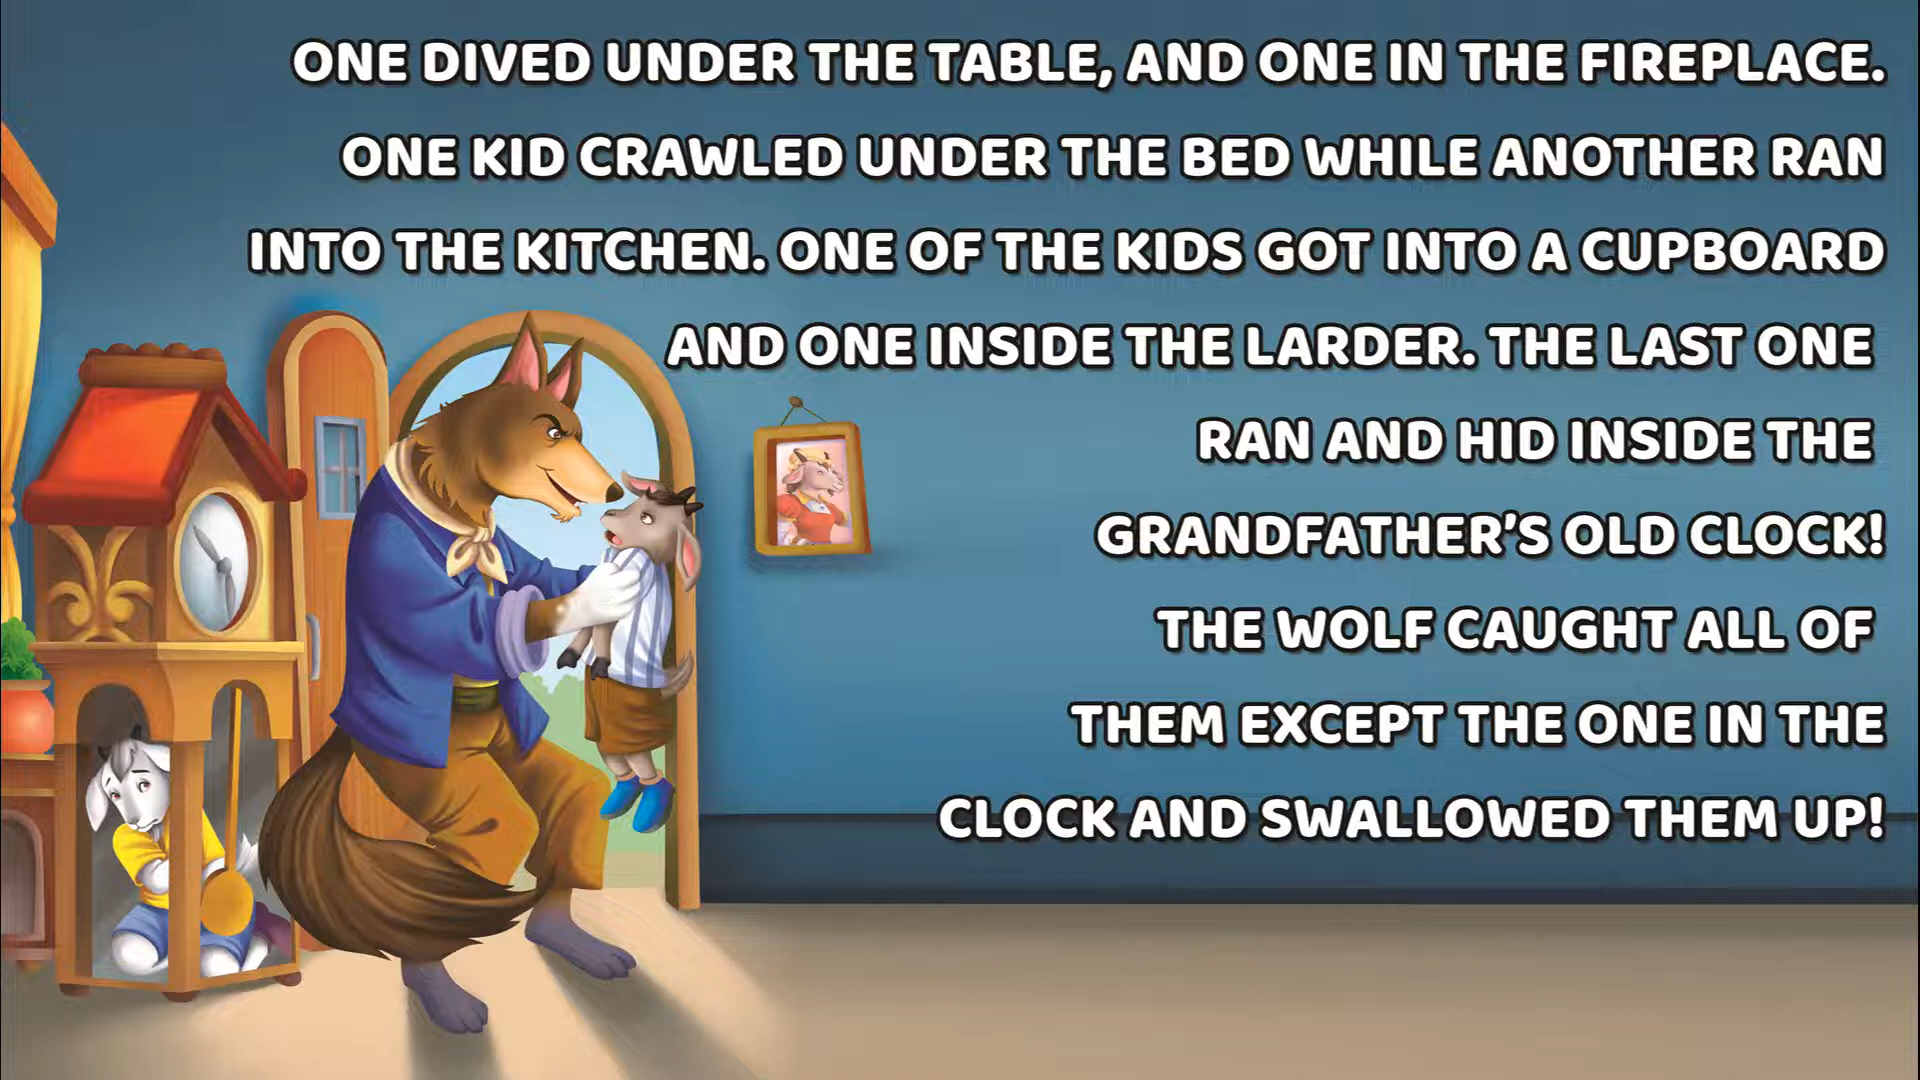 ONE DIVED UNDER THE TABLE, AND ONE IN THE FIREPLACE.
ONE KID CRAWLED UNDER THE BED WHILE ANOTHER RAN
INTO THE KITCHEN. ONE OF THE KIDS GOT INTO A CUPBOARD
AND ONE INSIDE THE LARDER. THE LAST ONE
RAN AND HID INSIDE THE
GRANDFATHER'S OLD CLOCK!
THE WOLF CAUGHT ALL OF
THEM EXCEPT THE ONE IN THE
CLOCK AND SWALLOWED THEM UP!